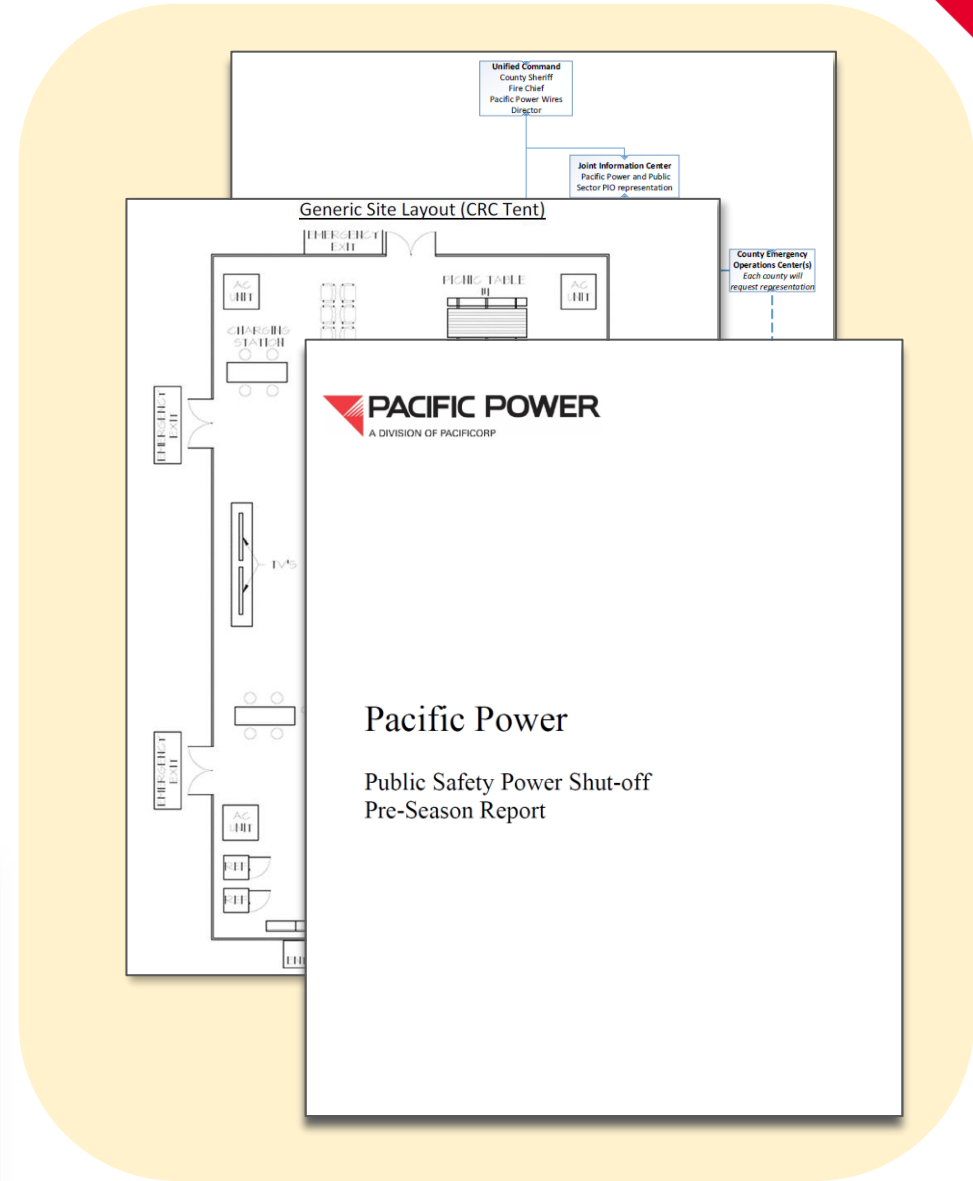 Unified Command
County Sheriff
Fire Chief
Pacific Power Wires
Director
Joint Information Center
Pacific Power and Public
Sector PIO representation
County Emergency
Operations Center(s)
Each county will
request representation
Generic Site Layout (CRC Tent)
EMERGENCY
EXIT
AC
UNIT
PICNIC TABLE
AC
UNIT
CHARGING
STATION
EMERGENCY
EXIT
TV'S
EMERGENCY
EXIT
AC
UNIT
REF.
REF.
PACIFIC POWER
A DIVISION OF PACIFICORP
Pacific Power
Public Safety Power Shut-off
Pre-Season Report